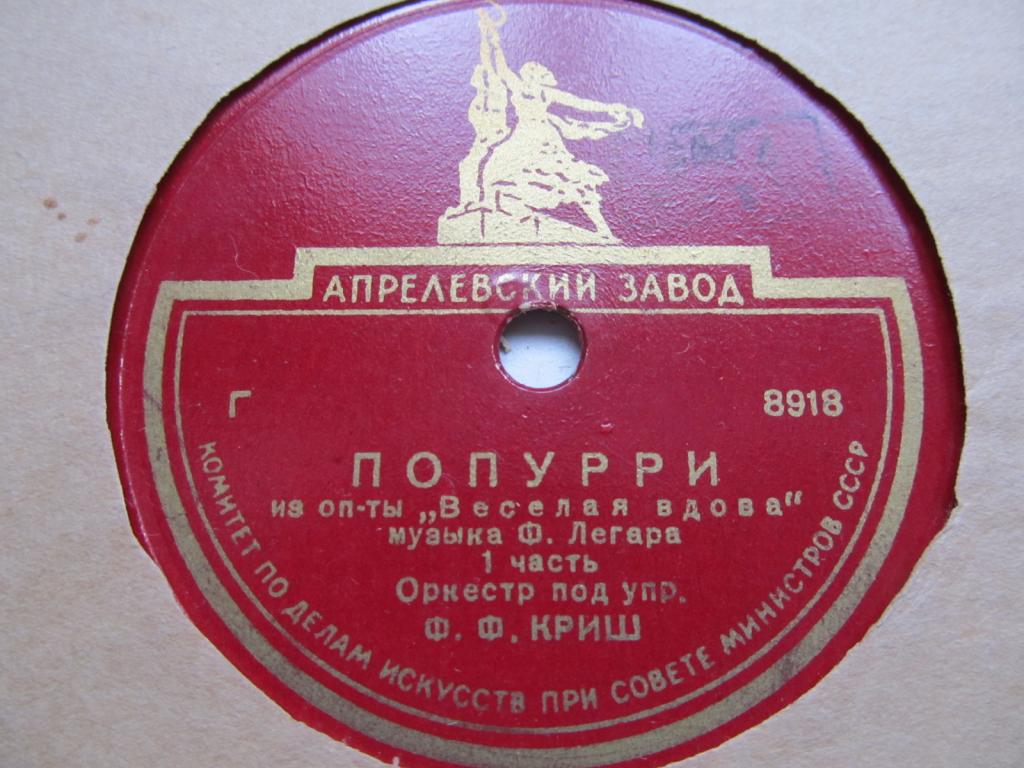 АПРЕЛЕВСКИЙ ЗАВОД
Г 8918
ПОПУРРИ
из оп-ты „Веселая вдова“
музыка Ф. Легара
1 часть
Оркестр под упр.
Ф. Ф. КРИШ
КОМИТЕТ ПО ДЕЛАМ ИСКУССТВ ПРИ СОВЕТЕ МИНИСТРОВ СССР